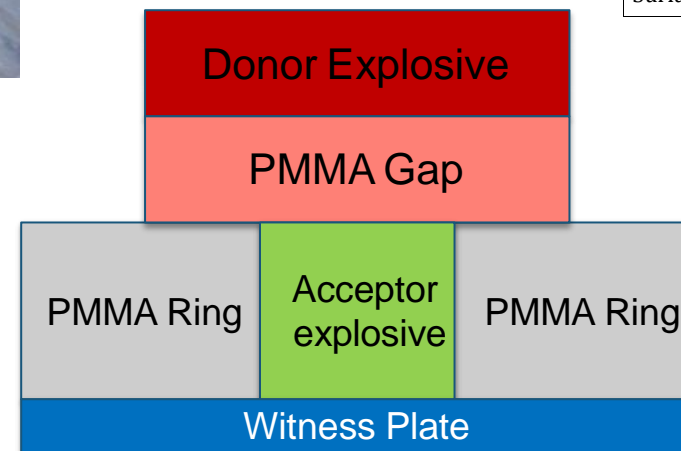 Donor Explosive
PMMA Gap
PMMA Ring
Acceptor
explosive
PMMA Ring
Witness Plate